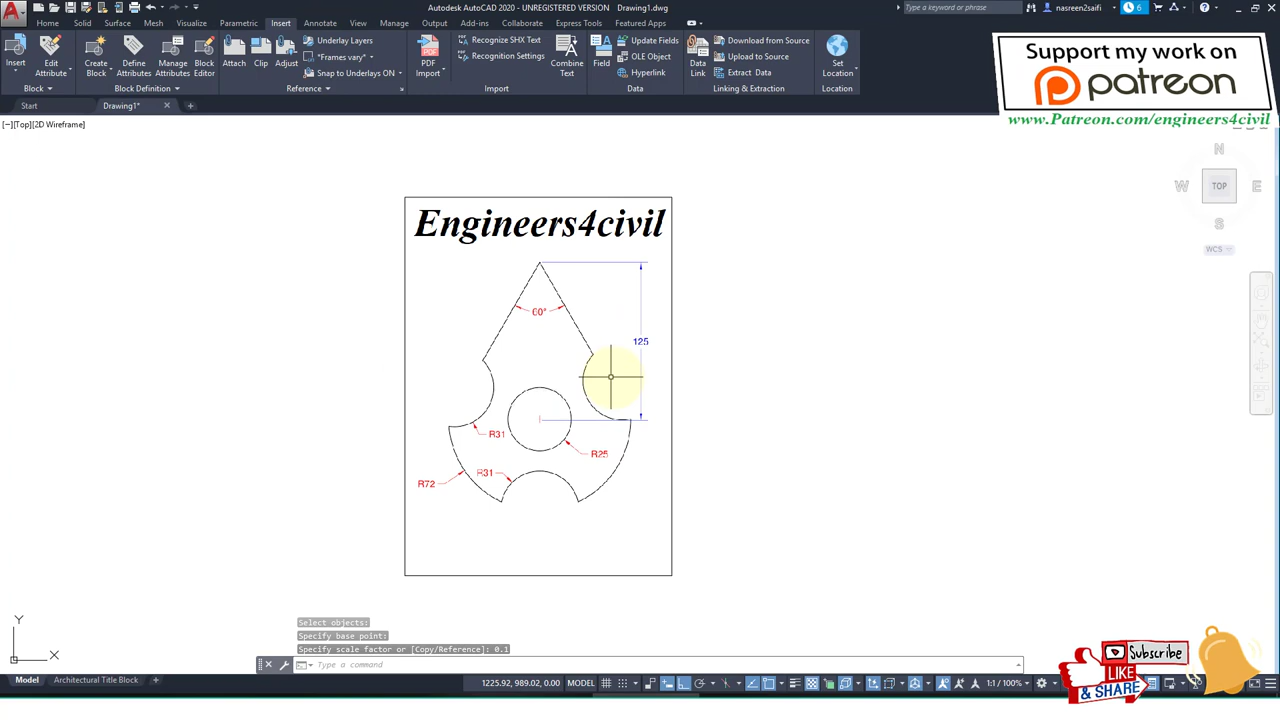 Autodesk AutoCAD 2020 - UNREGISTERED VERSION Drawing1.dwg
Type a keyword or phrase
nasreen2saifi
6
Home Solid Surface Mesh Visualize Parametric Insert Annotate View Manage Output Add-ins Collaborate Express Tools Featured Apps
Insert
Edit Attribute
Create Block
Define Attributes
Manage Attributes
Block Editor
Attach
Clip
Adjust
Underlay Layers
*Frames vary*
Snap to Underlays ON
PDF Import
Recognize SHX Text
Recognition Settings
Combine Text
Field
Update Fields
OLE Object
Hyperlink
Data Link
Download from Source
Upload to Source
Extract Data
Set Location
Block
Block Definition
Reference
Import
Data
Linking & Extraction
Location
Support my work on
patreon
www.Patreon.com/engineers4civil
Start
Drawing1*
[−][Top][2D Wireframe]
N
W TOP E
S
WCS
Engineers4civil
60°
125
R31
R25
R31
R72
Y
X
Select objects:
Specify base point:
Specify scale factor or [Copy/Reference]: 0.1
Type a command
Model Architectural Title Block
1225.92, 989.02, 0.00 MODEL
1:1 / 100%
Subscribe
LIKE
& SHARE